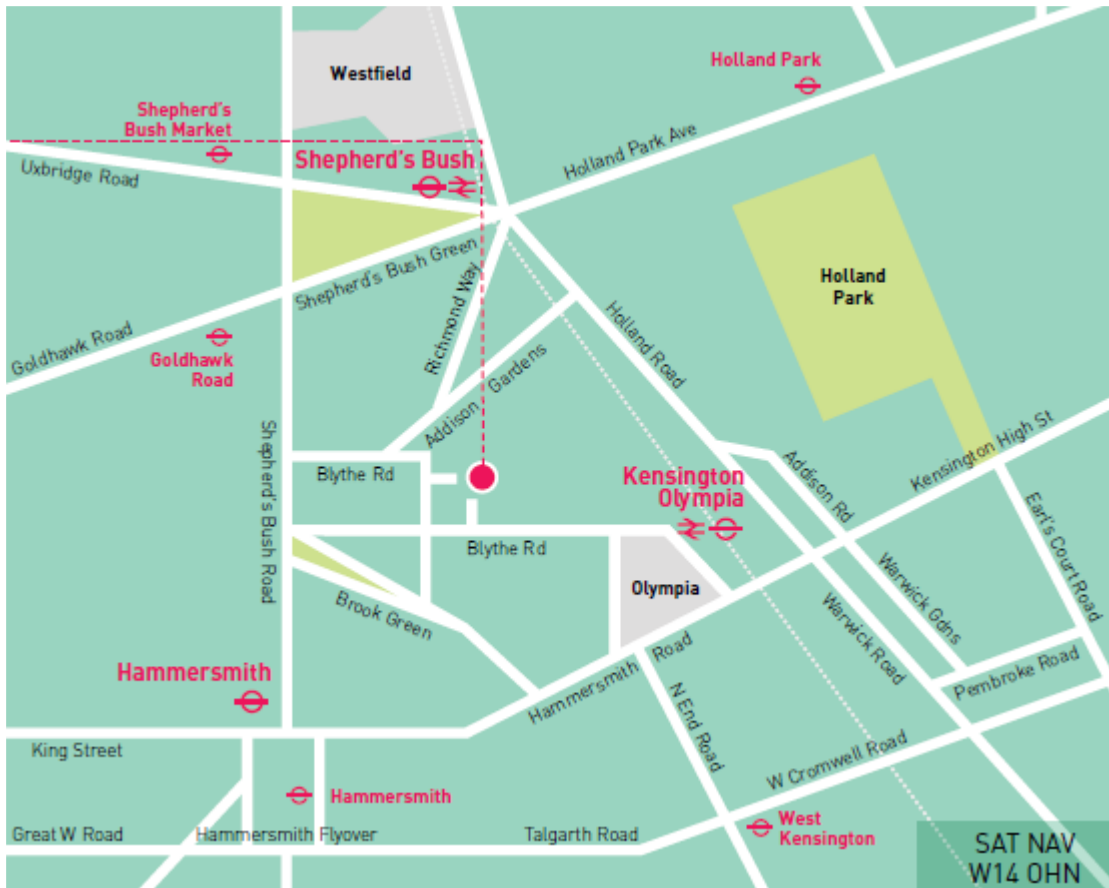 Westfield
Holland Park
Shepherd's
Bush Market
Shepherd's Bush
Holland Park Ave
Uxbridge Road
Shepherd's Bush Green
Richmond Way
Holland
Park
Goldhawk Road
Goldhawk
Road
Holland Road
Addison Gardens
Shepherd's Bush Road
Blythe Rd
Kensington
Olympia
Addison Rd
Kensington High St
Blythe Rd
Olympia
Earl's Court Road
Brook Green
Warwick Gdns
Warwick Road
Hammersmith
Hammersmith Road
Pembroke Road
N End Road
King Street
W Cromwell Road
Hammersmith
Great W Road
Hammersmith Flyover
Talgarth Road
West
Kensington
SAT NAV
W14 OHN